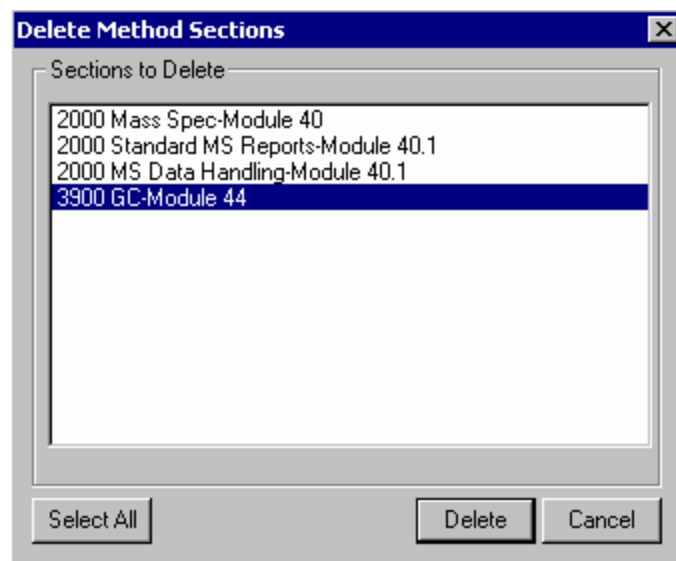 Delete Method Sections
Sections to Delete
2000 Mass Spec-Module 40
2000 Standard MS Reports-Module 40.1
2000 MS Data Handling-Module 40.1
3900 GC-Module 44
Select All
Delete
Cancel